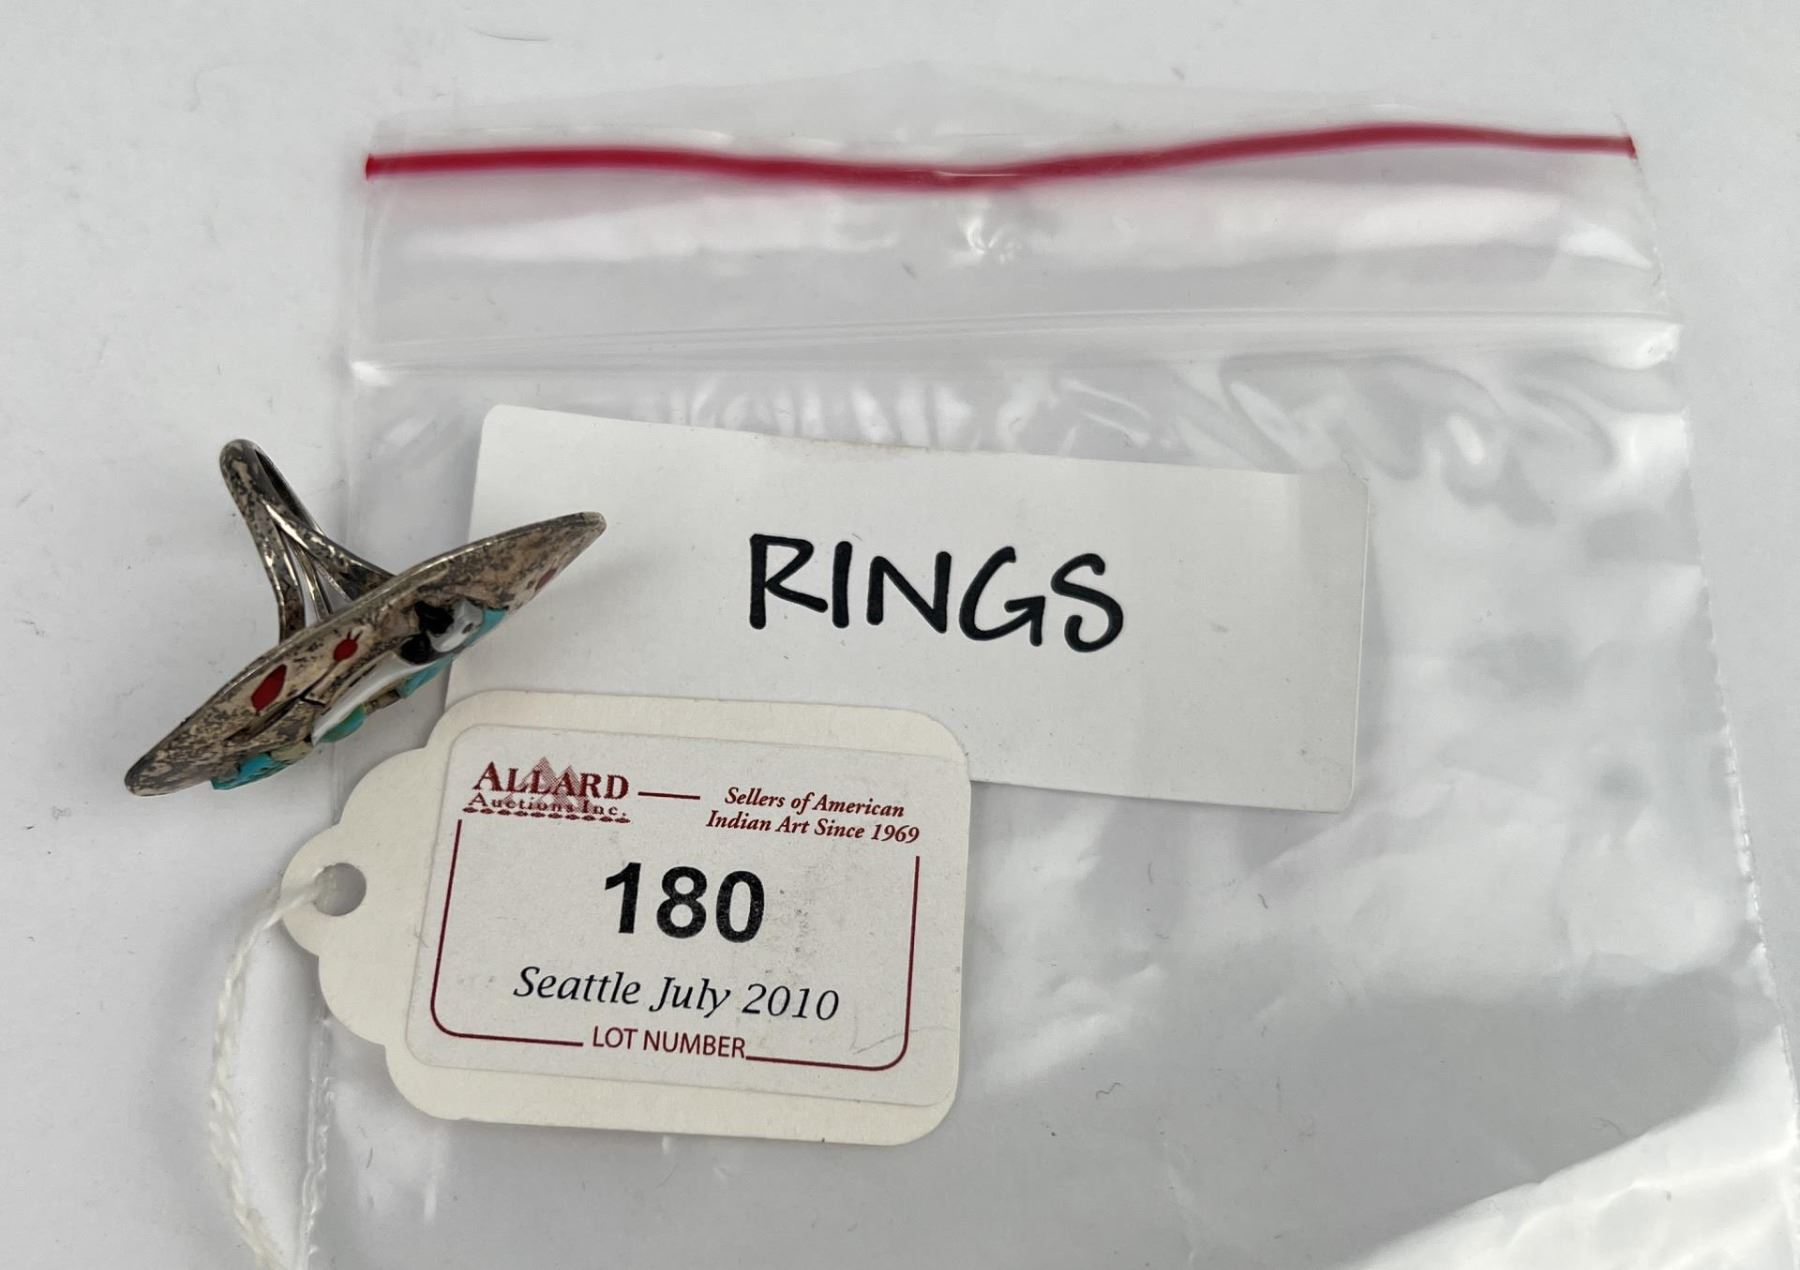 RINGS
ALLARD
Auctions Inc.
Sellers of American
Indian Art Since 1969
180
Seattle July 2010
LOT NUMBER